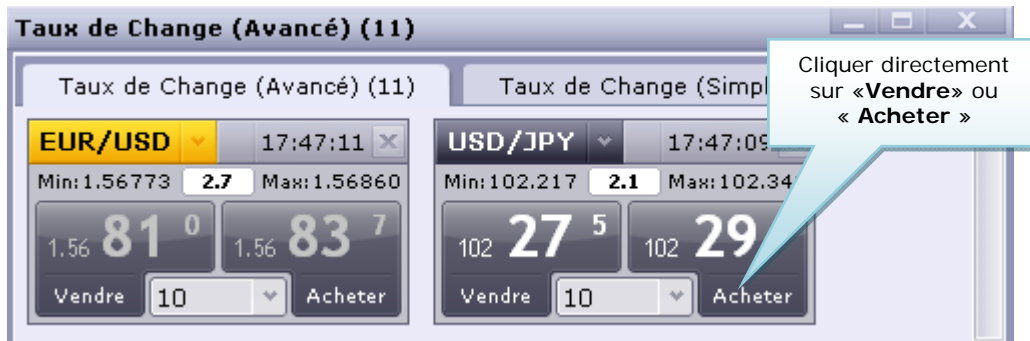 Taux de Change (Avancé) (11)
Taux de Change (Avancé) (11)
Taux de Change (Simpl
Cliquer directement
sur «Vendre» ou
« Acheter »
EUR/USD 17:47:11
Min:1.56773 2.7 Max:1.56860
1.56 81 0 1.56 83 7
Vendre 10 Acheter
USD/JPY 17:47:09
Min:102.217 2.1 Max:102.34
102 27 5 102 29
Vendre 10 Acheter